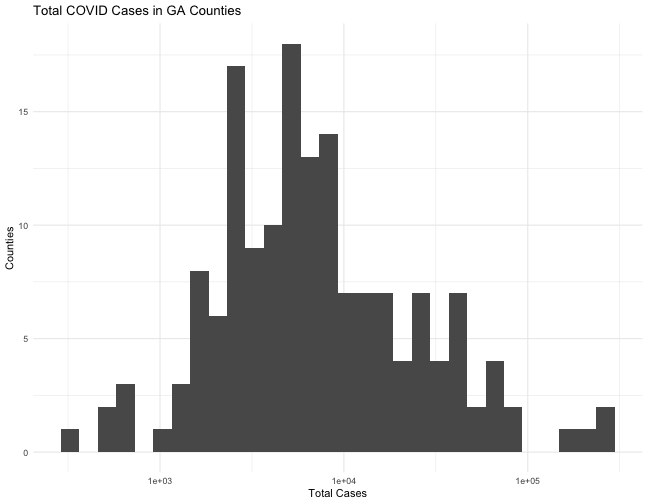 Total COVID Cases in GA Counties
15
10
5
0
Counties
1e+03 1e+04 1e+05
Total Cases